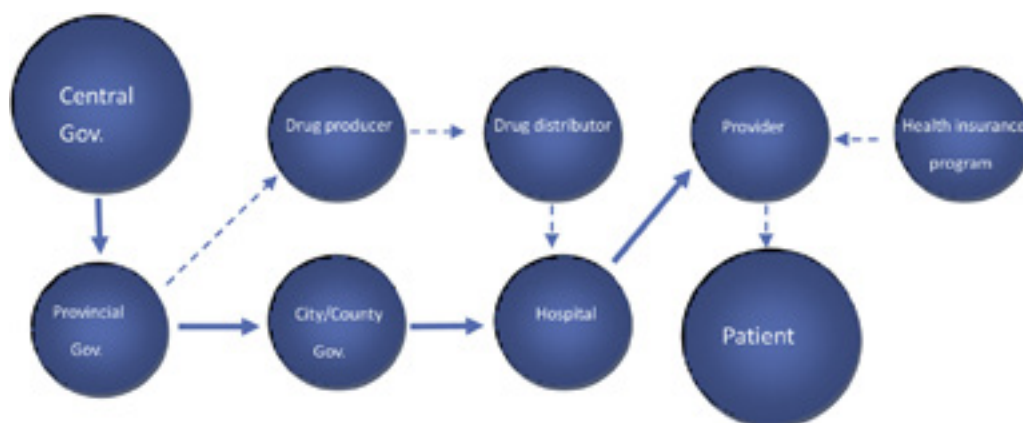 Central
Gov.
Drug producer
Drug distributor
Provider
Health insurance
program
Provincial
Gov.
City/County
Gov.
Hospital
Patient